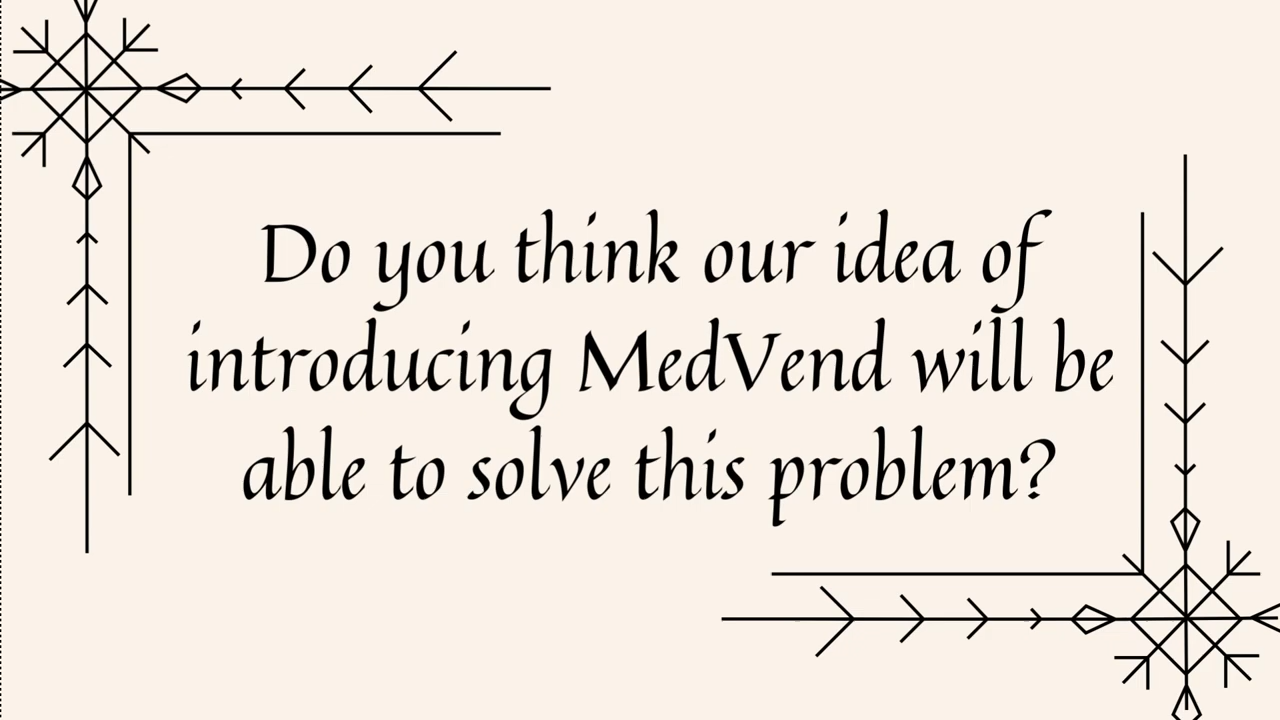 Do you think our idea of
introducing MedVend will be
able to solve this problem?